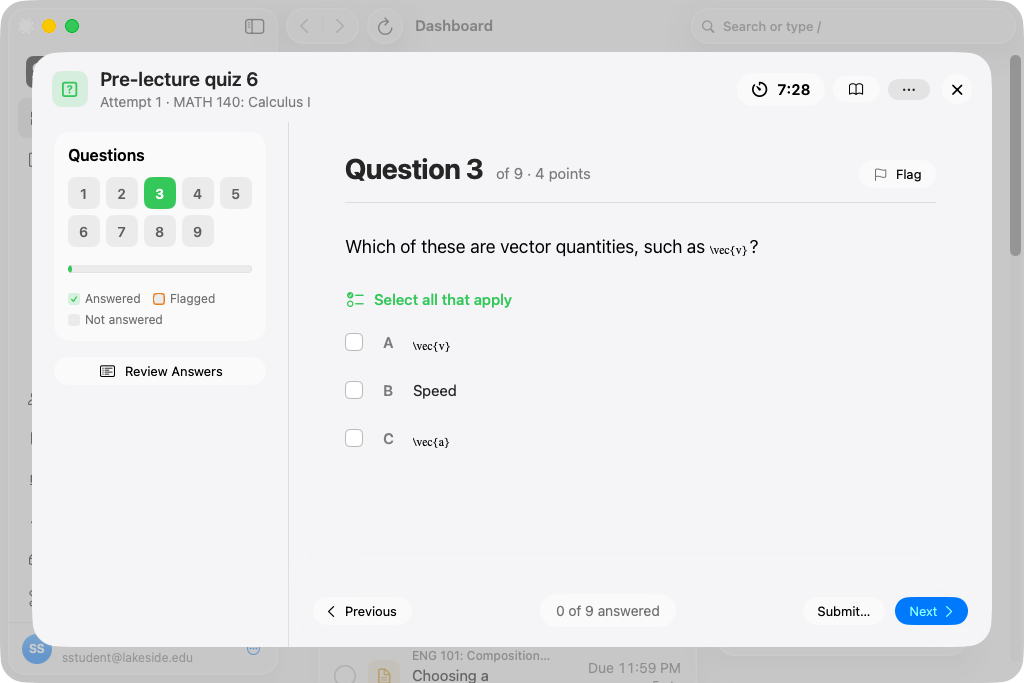 Dashboard
Search or type /
Pre-lecture quiz 6
Attempt 1 · MATH 140: Calculus I
7:28
Questions
1 2 3 4 5
6 7 8 9
Answered Flagged
Not answered
Review Answers
Question 3 of 9 · 4 points
Flag
Which of these are vector quantities, such as \vec{v}?
Select all that apply
A \vec{v}
B Speed
C \vec{a}
Previous
0 of 9 answered
Submit...
Next
SS
sstudent@lakeside.edu
ENG 101: Composition...
Choosing a
Due 11:59 PM